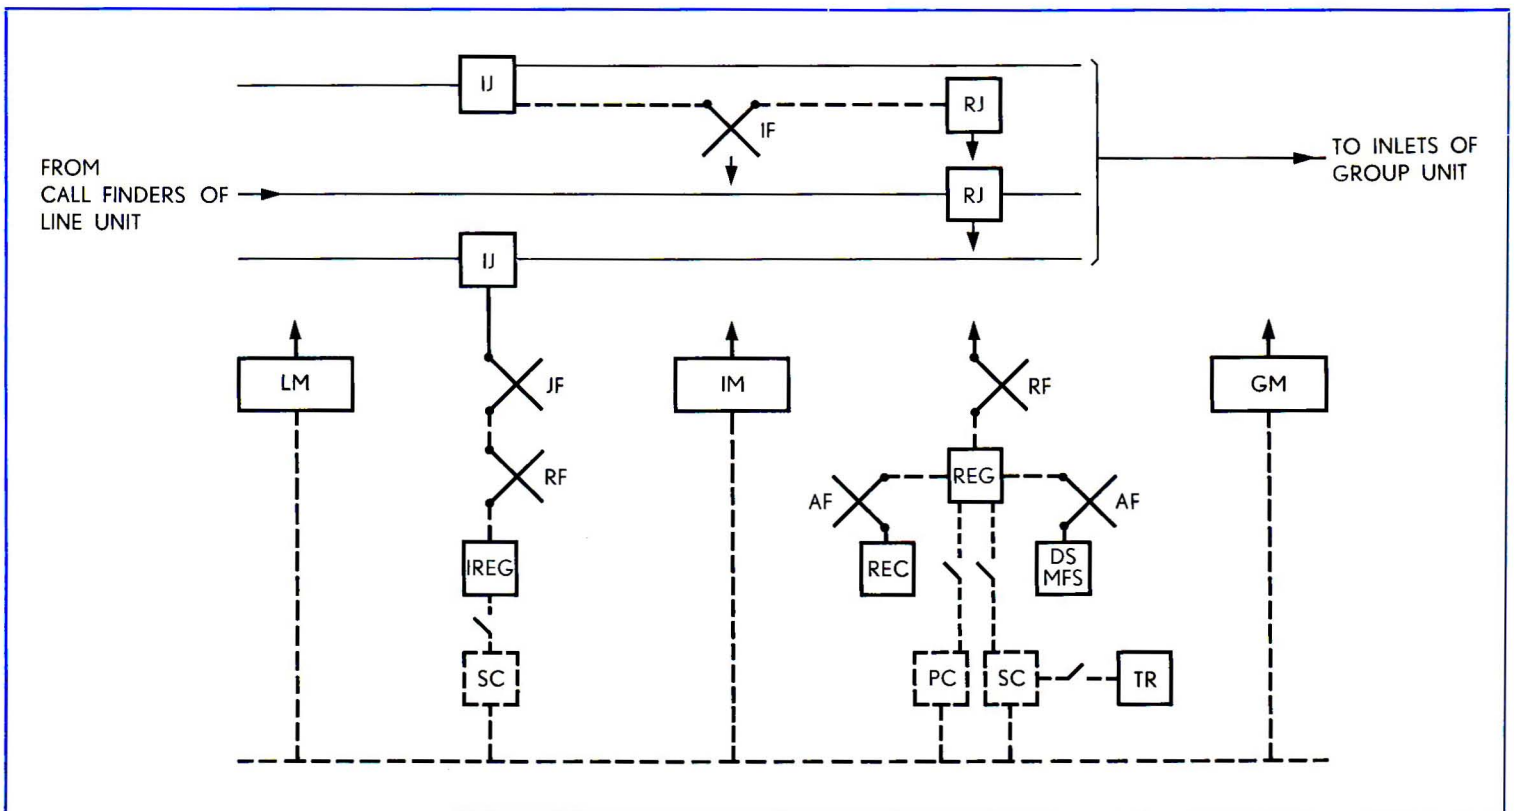 IJ
RJ
IF
FROM
CALL FINDERS OF
LINE UNIT
RJ
TO INLETS OF
GROUP UNIT
IJ
LM
JF
IM
RF
GM
RF
REG
AF
AF
IREG
REC
DS
MFS
SC
PC
SC
TR